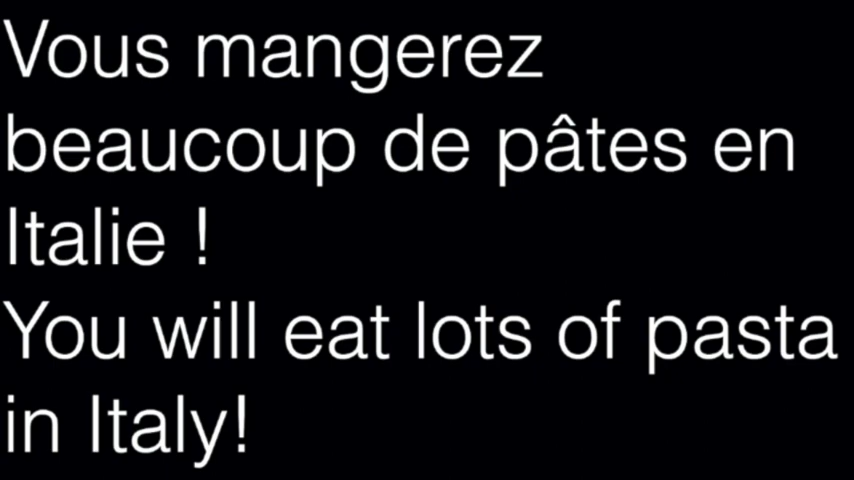 Vous mangerez
beaucoup de pâtes en
Italie !
You will eat lots of pasta
in Italy!